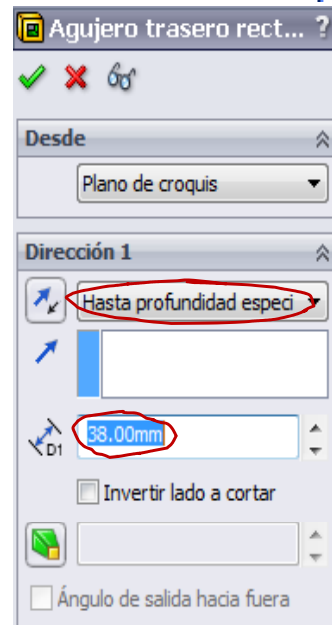 Agujero trasero rect... ?
Desde
Plano de croquis
Dirección 1
Hasta profundidad especi
D1 38.00mm
Invertir lado a cortar
Ángulo de salida hacia fuera